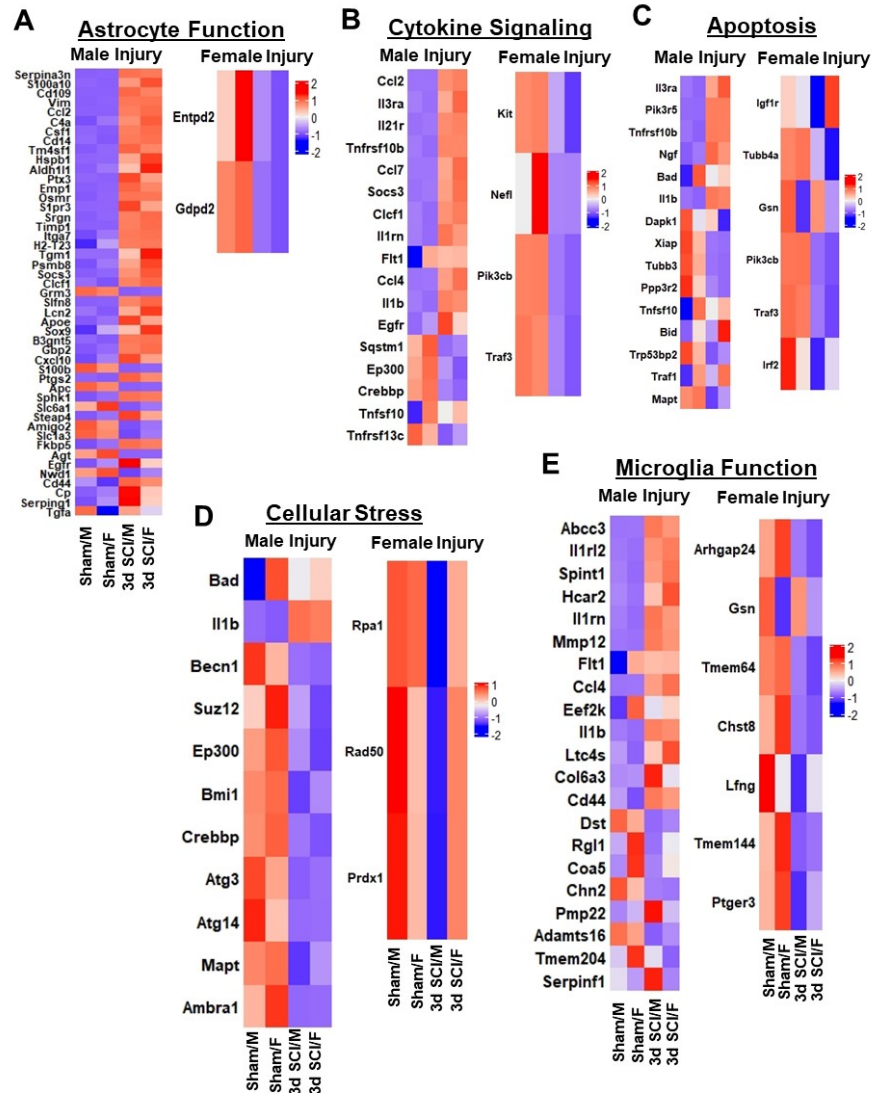 A
Astrocyte Function
Male Injury
Female Injury
Serpina3n
S100a10
Cd109
Vim
Ccl2
C4a
Csf1
Cd14
Tm4sf1
Hspb1
Aldh1l1
Ptx3
Emp1
Osmr
S1pr3
Srgn
Timp1
Itga7
H2-T23
Tgm1
Psmb8
Socs3
Clcf1
Grm3
Slfn8
Lcn2
Apoe
Sox9
B3gnt5
Gbp2
Cxcl10
S100b
Ptgs2
Apc
Sphk1
Slc6a1
Steap4
Amigo2
Slc1a3
Fkbp5
Agt
Egfr
Nwd1
Cd44
Cp
Serping1
Tgfa
Sham/M
Sham/F
3d SCI/M
3d SCI/F
Entpd2
Gdpd2
2
1
0
-1
-2
B
Cytokine Signaling
Male Injury
Female Injury
Ccl2
Il3ra
Il21r
Tnfrsf10b
Ccl7
Socs3
Clcf1
Il1rn
Flt1
Ccl4
Il1b
Egfr
Sqstm1
Ep300
Crebbp
Tnfsf10
Tnfrsf13c
Kit
Nefl
Pik3cb
Traf3
2
1
0
-1
-2
C
Apoptosis
Male Injury
Female Injury
Il3ra
Pik3r5
Tnfrsf10b
Ngf
Bad
Il1b
Dapk1
Xiap
Tubb3
Ppp3r2
Tnfsf10
Bid
Trp53bp2
Traf1
Mapt
Igf1r
Tubb4a
Gsn
Pik3cb
Traf3
Irf2
2
1
0
-1
-2
D
Cellular Stress
Male Injury
Female Injury
Bad
Il1b
Becn1
Suz12
Ep300
Bmi1
Crebbp
Atg3
Atg14
Mapt
Ambra1
Sham/M
Sham/F
3d SCI/M
3d SCI/F
Rpa1
Rad50
Prdx1
Sham/M
Sham/F
3d SCI/M
3d SCI/F
1
0
-1
-2
E
Microglia Function
Male Injury
Female Injury
Abcc3
Il1rl2
Spint1
Hcar2
Il1rn
Mmp12
Flt1
Ccl4
Eef2k
Il1b
Ltc4s
Col6a3
Cd44
Dst
Rgl1
Coa5
Chn2
Pmp22
Adamts16
Tmem204
Serpinf1
Sham/M
Sham/F
3d SCI/M
3d SCI/F
Arhgap24
Gsn
Tmem64
Chst8
Lfng
Tmem144
Ptger3
Sham/M
Sham/F
3d SCI/M
3d SCI/F
2
1
0
-1
-2